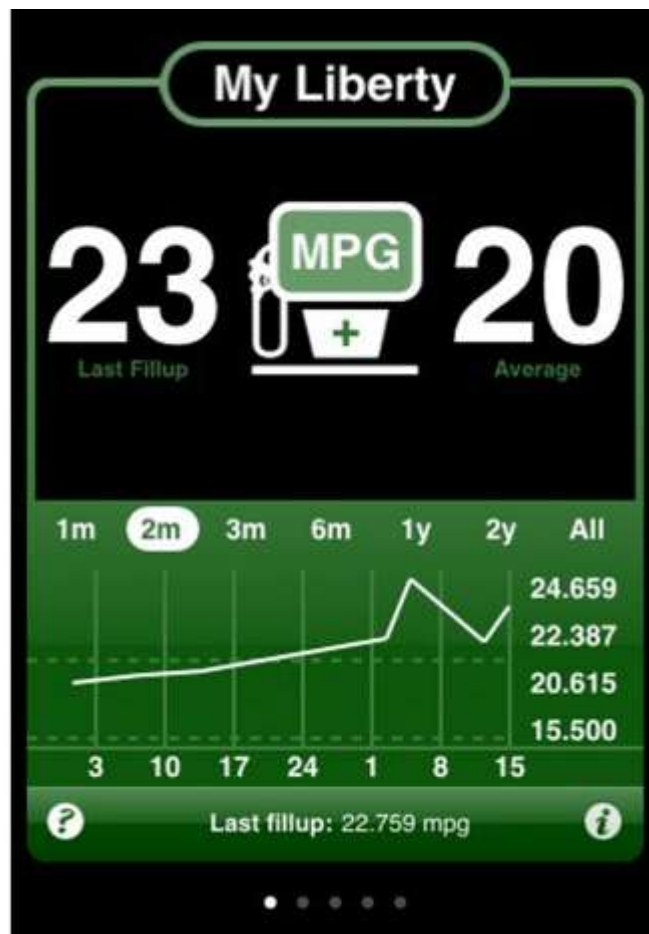 My Liberty
23 MPG 20
+
Last Fillup Average
1m 2m 3m 6m 1y 2y All
24.659
22.387
20.615
15.500
3 10 17 24 1 8 15
? Last fillup: 22.759 mpg i